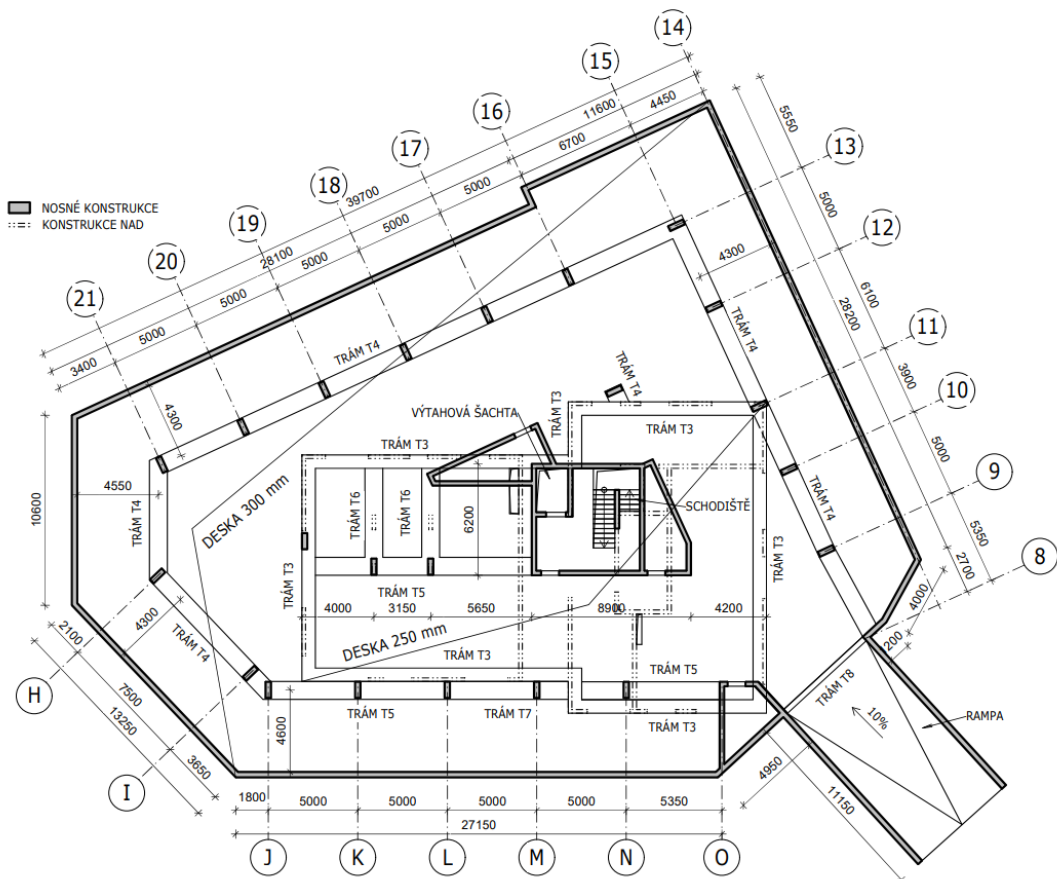 14
15
16
17
18
19
20
21
13
12
11
10
9
8
NOSNÉ KONSTRUKCE
KONSTRUKCE NAD
11600
4450
6700
5000
39700
5000
28100
5000
5000
5000
3400
5550
5000
6100
28200
3900
5000
5350
2700
4000
200
4300
4300
4550
10600
4300
2100
7500
13250
3650
TRÁM T4
TRÁM T4
TRÁM T4
TRÁM T4
TRÁM T4
TRÁM T4
DESKA 300 mm
DESKA 250 mm
VÝTAHOVÁ ŠACHTA
SCHODIŠTĚ
TRÁM T3
TRÁM T3
TRÁM T3
TRÁM T6
TRÁM T6
6200
TRÁM T3
TRÁM T3
TRÁM T5
4000
3150
5650
8900
4200
TRÁM T3
TRÁM T5
TRÁM T5
TRÁM T7
TRÁM T3
TRÁM T8
10%
RAMPA
4600
4950
11150
1800
5000
5000
5000
5000
5350
27150
H
I
J
K
L
M
N
O